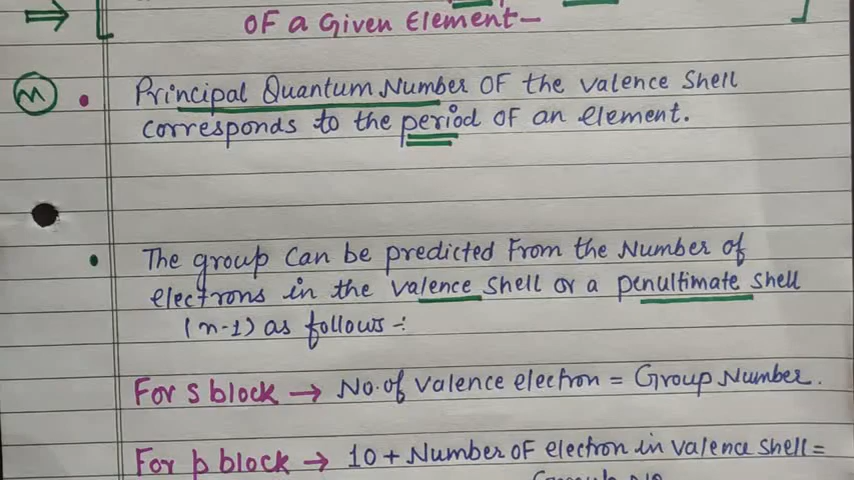 OF a Given Element-
M
Principal Quantum Number OF the valence shell
corresponds to the period OF an element.
The group can be predicted from the Number of
electrons in the valence shell or a penultimate shell
(n-1) as follows :-
For s block → No. of valence electron = Group Number.
For p block → 10 + Number OF electron in valence shell =